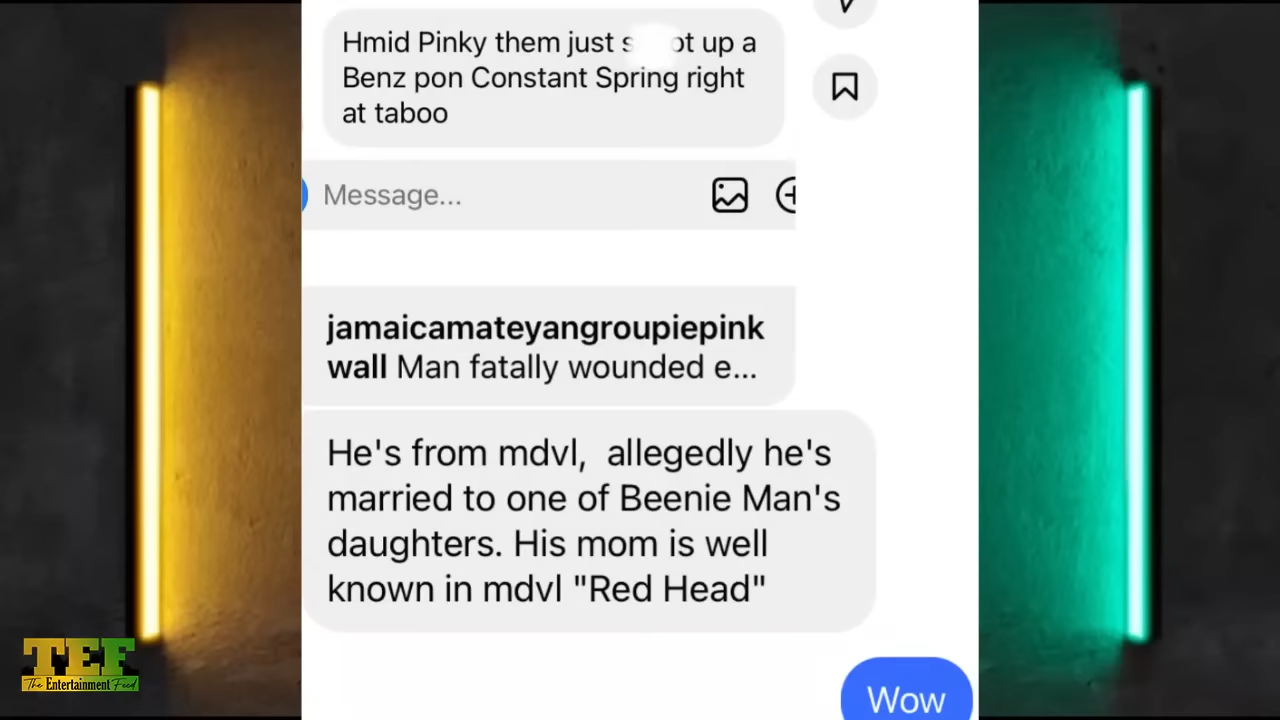 Hmid Pinky them just s ot up a
Benz pon Constant Spring right
at taboo
Message...
jamaicamateyangroupiepink
wall Man fatally wounded e...
He's from mdvl, allegedly he's
married to one of Beenie Man's
daughters. His mom is well
known in mdvl "Red Head"
Wow
TEF
The Entertainment Feed